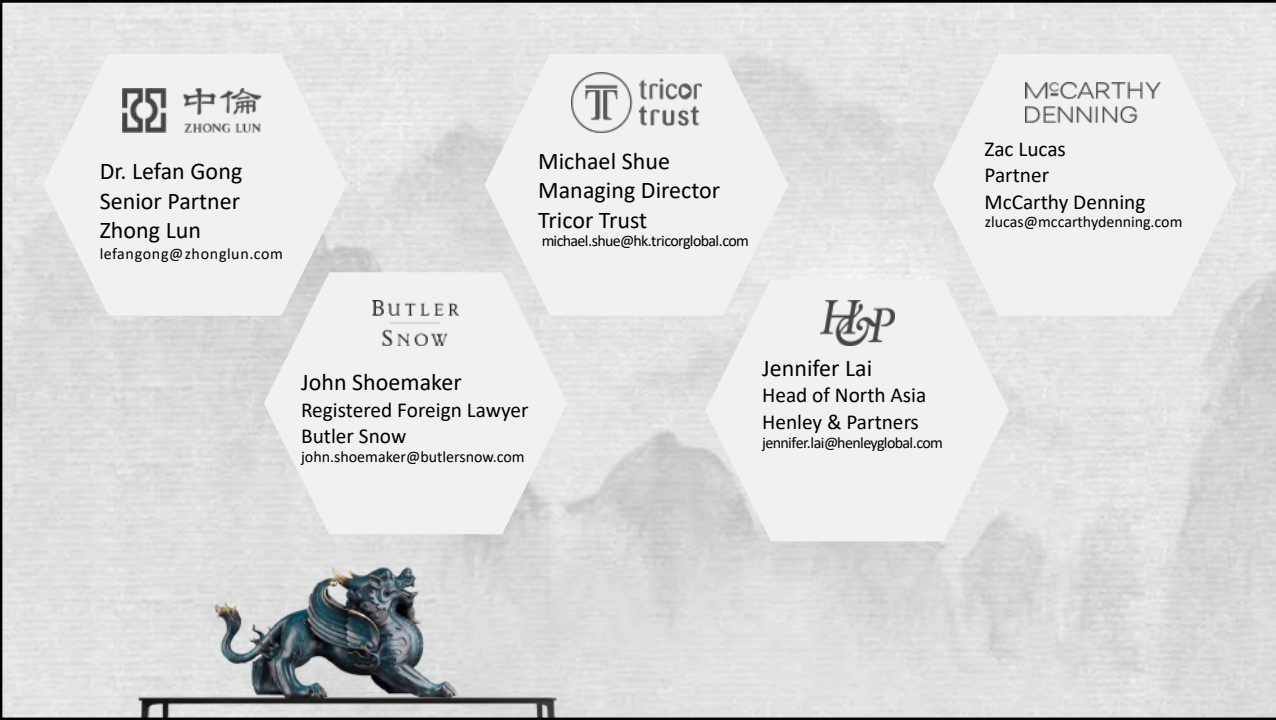 中倫
ZHONG LUN
Dr. Lefan Gong
Senior Partner
Zhong Lun
lefangong@zhonglun.com
tricor
trust
Michael Shue
Managing Director
Tricor Trust
michael.shue@hk.tricorglobal.com
McCARTHY
DENNING
Zac Lucas
Partner
McCarthy Denning
zlucas@mccarthydenning.com
BUTLER
SNOW
John Shoemaker
Registered Foreign Lawyer
Butler Snow
john.shoemaker@butlersnow.com
H&P
Jennifer Lai
Head of North Asia
Henley & Partners
jennifer.lai@henleyglobal.com